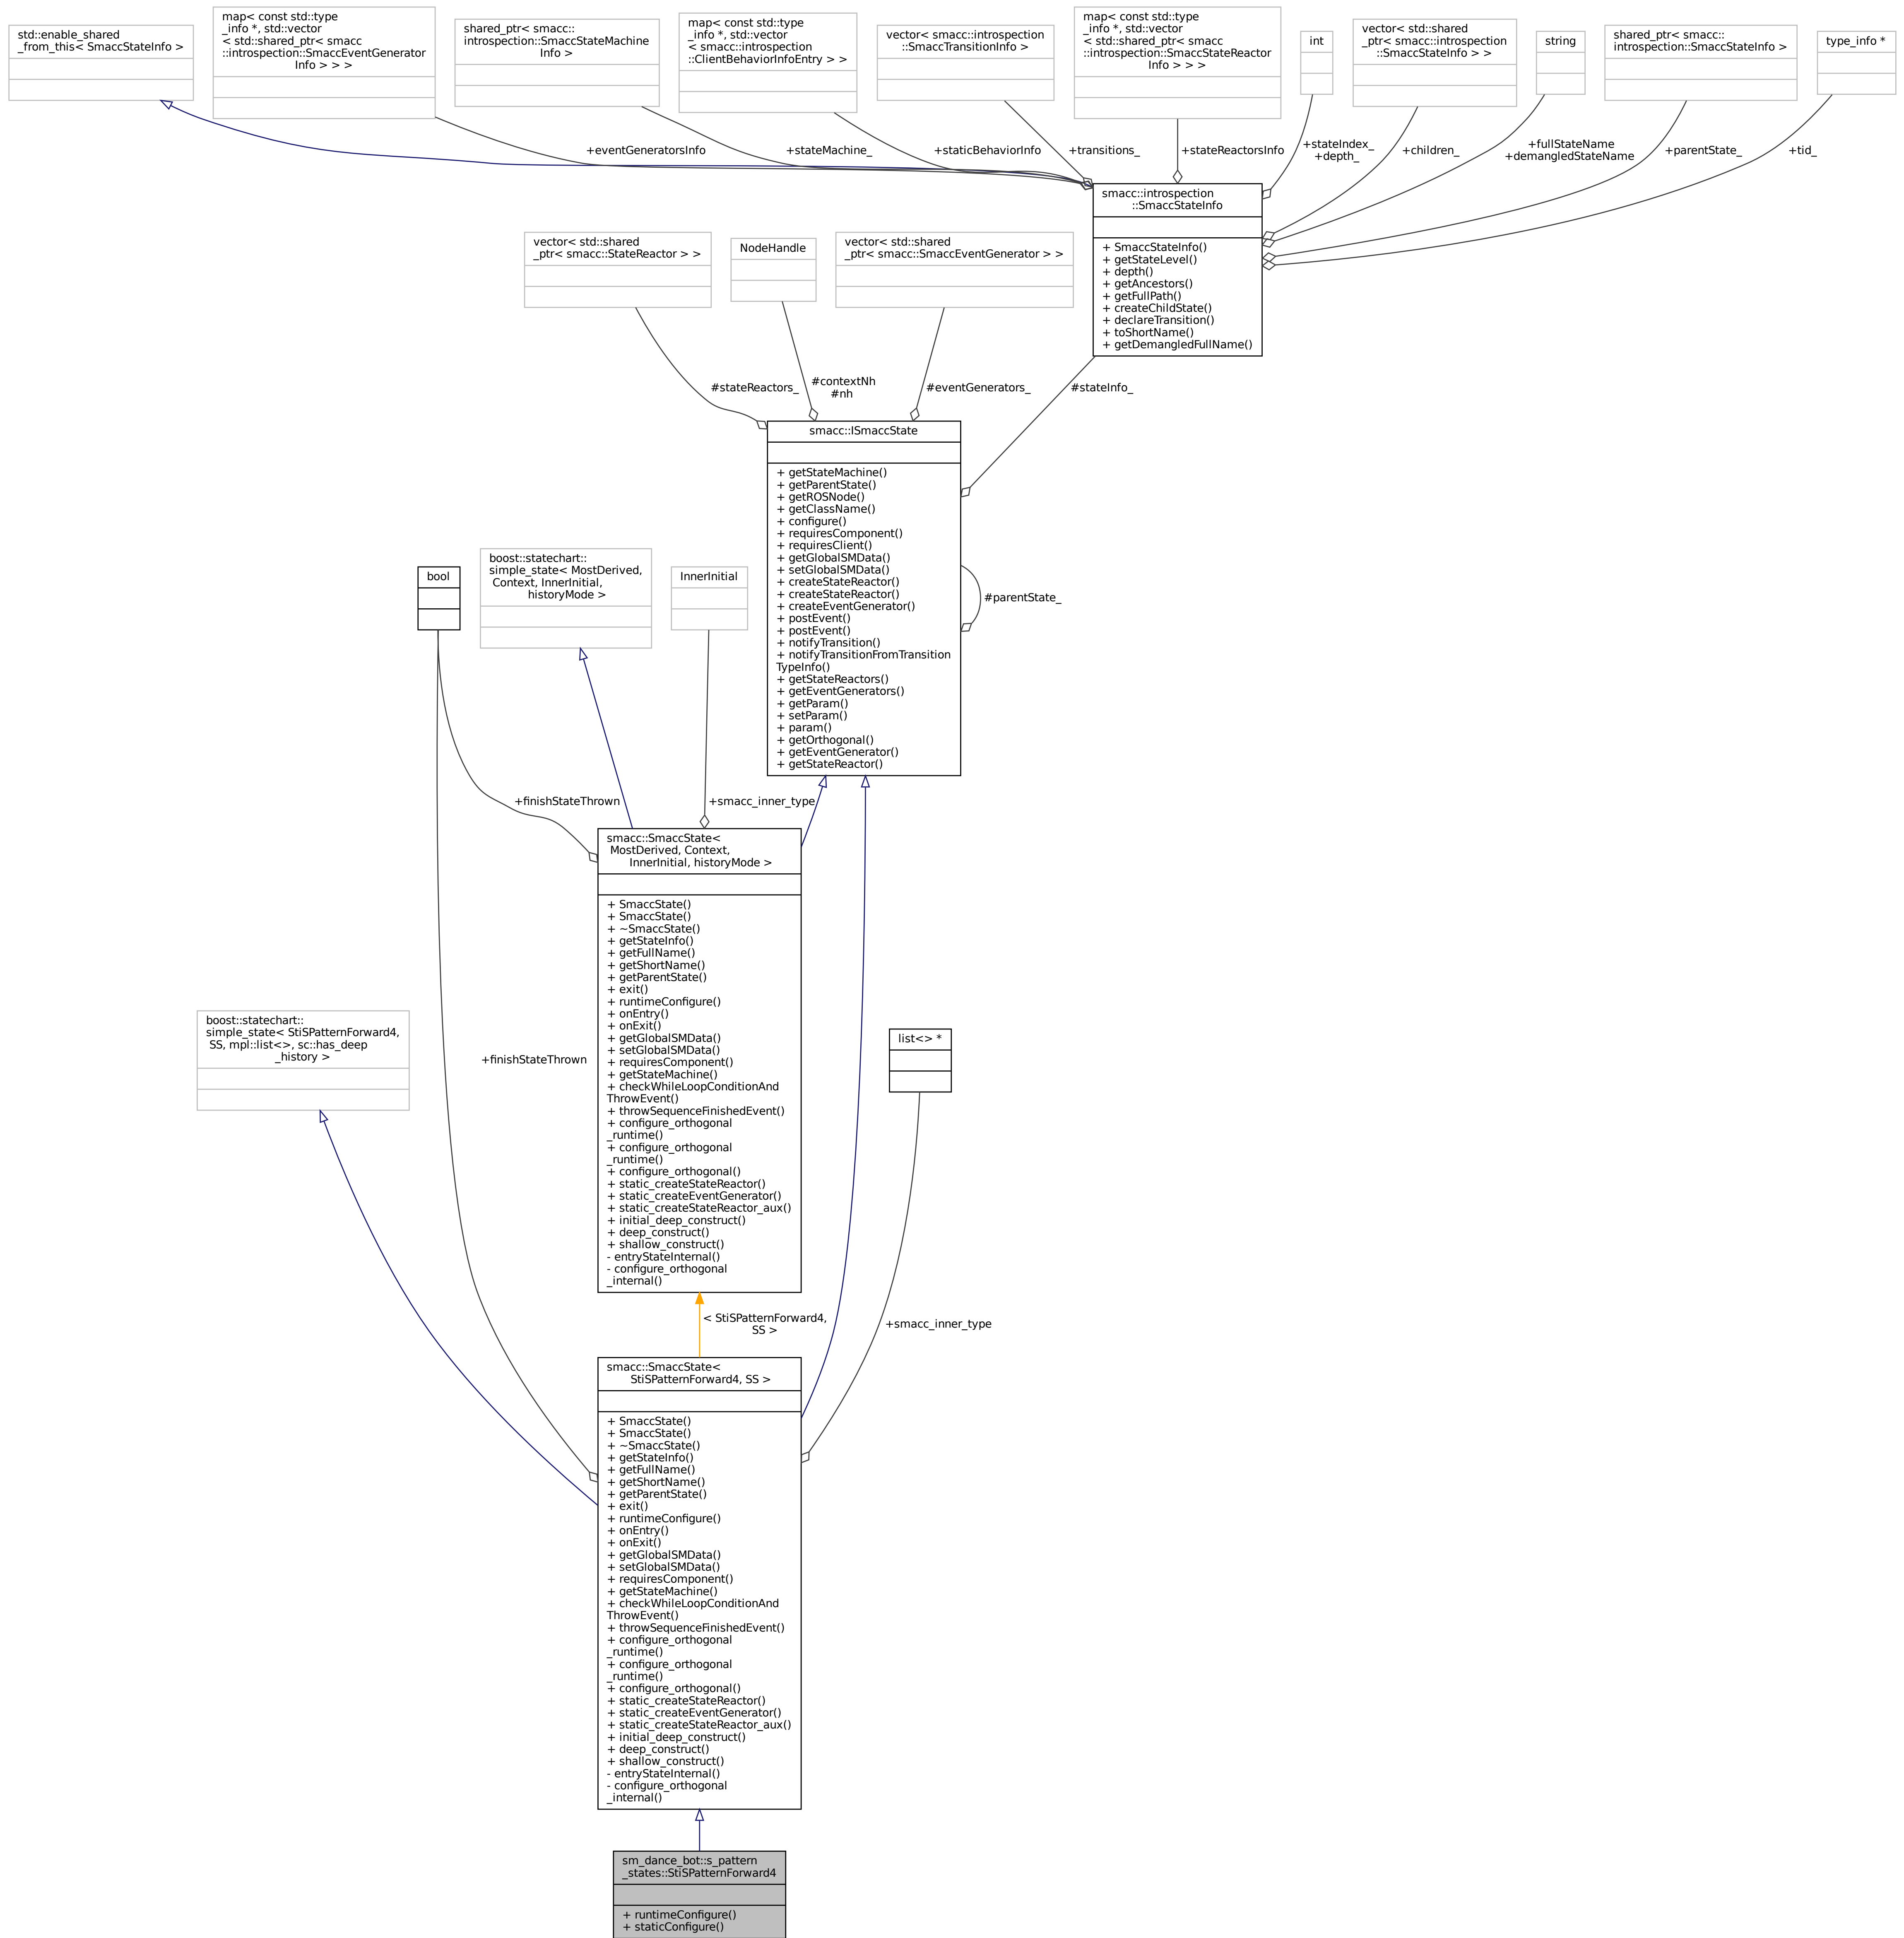 std::enable_shared
_from_this< SmaccStateInfo >
map< const std::type
_info *, std::vector
< std::shared_ptr< smacc
::introspection::SmaccEventGenerator
Info > > >
shared_ptr< smacc::
introspection::SmaccStateMachine
Info >
map< const std::type
_info *, std::vector
< smacc::introspection
::ClientBehaviorInfoEntry > >
vector< smacc::introspection
::SmaccTransitionInfo >
map< const std::type
_info *, std::vector
< std::shared_ptr< smacc
::introspection::SmaccStateReactor
Info > > >
int
vector< std::shared
_ptr< smacc::introspection
::SmaccStateInfo > >
string
shared_ptr< smacc::
introspection::SmaccStateInfo >
type_info *
+eventGeneratorsInfo
+stateMachine_
+staticBehaviorInfo
+transitions_
+stateReactorsInfo
+stateIndex_
+depth_
+children_
+fullStateName
+demangledStateName
+parentState_
+tid_
smacc::introspection
::SmaccStateInfo
+ SmaccStateInfo()
+ getStateLevel()
+ depth()
+ getAncestors()
+ getFullPath()
+ createChildState()
+ declareTransition()
+ toShortName()
+ getDemangledFullName()
vector< std::shared
_ptr< smacc::StateReactor > >
NodeHandle
vector< std::shared
_ptr< smacc::SmaccEventGenerator > >
#stateReactors_
#contextNh
#nh
#eventGenerators_
#stateInfo_
smacc::ISmaccState
+ getStateMachine()
+ getParentState()
+ getROSNode()
+ getClassName()
+ configure()
+ requiresComponent()
+ requiresClient()
+ getGlobalSMData()
+ setGlobalSMData()
+ createStateReactor()
+ createStateReactor()
+ createEventGenerator()
+ postEvent()
+ postEvent()
+ notifyTransition()
+ notifyTransitionFromTransition
TypeInfo()
+ getStateReactors()
+ getEventGenerators()
+ getParam()
+ setParam()
+ param()
+ getOrthogonal()
+ getEventGenerator()
+ getStateReactor()
#parentState_
bool
boost::statechart::
simple_state< MostDerived,
Context, InnerInitial,
historyMode >
InnerInitial
+finishStateThrown
+smacc_inner_type
smacc::SmaccState<
MostDerived, Context,
InnerInitial, historyMode >
+ SmaccState()
+ SmaccState()
+ ~SmaccState()
+ getStateInfo()
+ getFullName()
+ getShortName()
+ getParentState()
+ exit()
+ runtimeConfigure()
+ onEntry()
+ onExit()
+ getGlobalSMData()
+ setGlobalSMData()
+ requiresComponent()
+ getStateMachine()
+ checkWhileLoopConditionAnd
ThrowEvent()
+ throwSequenceFinishedEvent()
+ configure_orthogonal
_runtime()
+ configure_orthogonal
_runtime()
+ configure_orthogonal()
+ static_createStateReactor()
+ static_createEventGenerator()
+ static_createStateReactor_aux()
+ initial_deep_construct()
+ deep_construct()
+ shallow_construct()
- entryStateInternal()
- configure_orthogonal
_internal()
boost::statechart::
simple_state< StiSPatternForward4,
SS, mpl::list<>, sc::has_deep
_history >
+finishStateThrown
list<> *
< StiSPatternForward4,
SS >
+smacc_inner_type
smacc::SmaccState<
StiSPatternForward4, SS >
+ SmaccState()
+ SmaccState()
+ ~SmaccState()
+ getStateInfo()
+ getFullName()
+ getShortName()
+ getParentState()
+ exit()
+ runtimeConfigure()
+ onEntry()
+ onExit()
+ getGlobalSMData()
+ setGlobalSMData()
+ requiresComponent()
+ getStateMachine()
+ checkWhileLoopConditionAnd
ThrowEvent()
+ throwSequenceFinishedEvent()
+ configure_orthogonal
_runtime()
+ configure_orthogonal
_runtime()
+ configure_orthogonal()
+ static_createStateReactor()
+ static_createEventGenerator()
+ static_createStateReactor_aux()
+ initial_deep_construct()
+ deep_construct()
+ shallow_construct()
- entryStateInternal()
- configure_orthogonal
_internal()
sm_dance_bot::s_pattern
_states::StiSPatternForward4
+ runtimeConfigure()
+ staticConfigure()